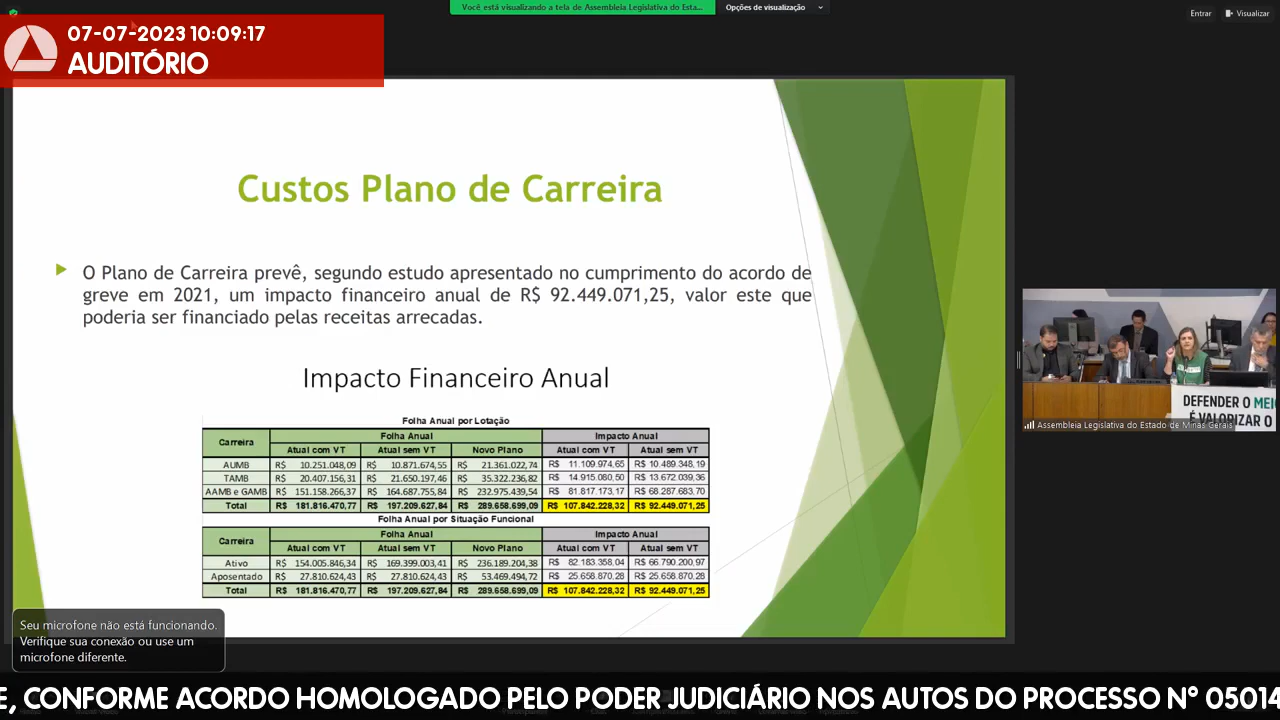 Você está visualizando a tela de Assembleia Legislativa do Esta...
Opções de visualização
Entrar
Visualizar
07-07-2023 10:09:17
AUDITÓRIO
Custos Plano de Carreira
O Plano de Carreira prevê, segundo estudo apresentado no cumprimento do acordo de
greve em 2021, um impacto financeiro anual de R$ 92.449.071,25, valor este que
poderia ser financiado pelas receitas arrecadas.
Impacto Financeiro Anual
Folha Anual por Lotação
Carreira Folha Anual Impacto Anual
Atual com VT Atual sem VT Novo Plano Atual com VT Atual sem VT
AUMB R$ 10.251.048,09 R$ 10.871.674,55 R$ 21.361.022,74 R$ 11.109.974,65 R$ 10.489.348,19
TAMB R$ 20.407.156,31 R$ 21.650.197,46 R$ 35.322.236,82 R$ 14.915.080,50 R$ 13.672.039,36
AAMB e GAMB R$ 151.158.266,37 R$ 164.687.755,84 R$ 232.975.439,54 R$ 81.817.173,17 R$ 68.287.683,70
Total R$ 181.816.470,77 R$ 197.209.627,84 R$ 289.658.699,09 R$ 107.842.228,32 R$ 92.449.071,25
Folha Anual por Situação Funcional
Carreira Folha Anual Impacto Anual
Atual com VT Atual sem VT Novo Plano Atual com VT Atual sem VT
Ativo R$ 154.005.846,34 R$ 169.399.003,41 R$ 236.189.204,38 R$ 82.183.358,04 R$ 66.790.200,97
Aposentado R$ 27.810.624,43 R$ 27.810.624,43 R$ 53.469.494,72 R$ 25.658.870,28 R$ 25.658.870,28
Total R$ 181.816.470,77 R$ 197.209.627,84 R$ 289.658.699,09 R$ 107.842.228,32 R$ 92.449.071,25
DEFENDER O MEI
É VALORIZAR O
Assembleia Legislativa do Estado de Minas Gerais
Seu microfone não está funcionando.
Verifique sua conexão ou use um
microfone diferente.
E, CONFORME ACORDO HOMOLOGADO PELO PODER JUDICIÁRIO NOS AUTOS DO PROCESSO N° 05014